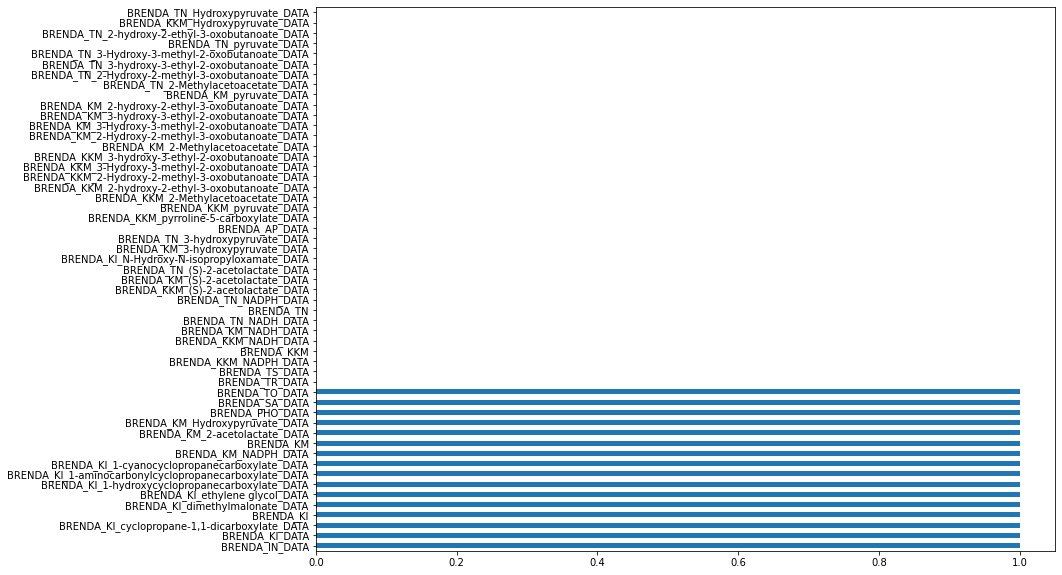 BRENDA_TN_Hydroxypyruvate_DATA
BRENDA_KKM_Hydroxypyruvate_DATA
BRENDA_TN_2-hydroxy-2-ethyl-3-oxobutanoate_DATA
BRENDA_TN_pyruvate_DATA
BRENDA_TN_3-Hydroxy-3-methyl-2-oxobutanoate_DATA
BRENDA_TN_3-hydroxy-3-ethyl-2-oxobutanoate_DATA
BRENDA_TN_2-Hydroxy-2-methyl-3-oxobutanoate_DATA
BRENDA_TN_2-Methylacetoacetate_DATA
BRENDA_KM_pyruvate_DATA
BRENDA_KM_2-hydroxy-2-ethyl-3-oxobutanoate_DATA
BRENDA_KM_3-hydroxy-3-ethyl-2-oxobutanoate_DATA
BRENDA_KM_3-Hydroxy-3-methyl-2-oxobutanoate_DATA
BRENDA_KM_2-Hydroxy-2-methyl-3-oxobutanoate_DATA
BRENDA_KM_2-Methylacetoacetate_DATA
BRENDA_KKM_3-hydroxy-3-ethyl-2-oxobutanoate_DATA
BRENDA_KKM_3-Hydroxy-3-methyl-2-oxobutanoate_DATA
BRENDA_KKM_2-Hydroxy-2-methyl-3-oxobutanoate_DATA
BRENDA_KKM_2-hydroxy-2-ethyl-3-oxobutanoate_DATA
BRENDA_KKM_2-Methylacetoacetate_DATA
BRENDA_KKM_pyruvate_DATA
BRENDA_KKM_pyrroline-5-carboxylate_DATA
BRENDA_AP_DATA
BRENDA_TN_3-hydroxypyruvate_DATA
BRENDA_KM_3-hydroxypyruvate_DATA
BRENDA_KI_N-Hydroxy-N-isopropyloxamate_DATA
BRENDA_TN_(S)-2-acetolactate_DATA
BRENDA_KM_(S)-2-acetolactate_DATA
BRENDA_KKM_(S)-2-acetolactate_DATA
BRENDA_TN_NADPH_DATA
BRENDA_TN
BRENDA_TN_NADH_DATA
BRENDA_KM_NADH_DATA
BRENDA_KKM_NADH_DATA
BRENDA_KKM
BRENDA_KKM_NADPH_DATA
BRENDA_TS_DATA
BRENDA_TR_DATA
BRENDA_TO_DATA
BRENDA_SA_DATA
BRENDA_PHO_DATA
BRENDA_KM_Hydroxypyruvate_DATA
BRENDA_KM_2-acetolactate_DATA
BRENDA_KM
BRENDA_KM_NADPH_DATA
BRENDA_KI_1-cyanocyclopropanecarboxylate_DATA
BRENDA_KI_1-aminocarbonylcyclopropanecarboxylate_DATA
BRENDA_KI_1-hydroxycyclopropanecarboxylate_DATA
BRENDA_KI_ethylene glycol_DATA
BRENDA_KI_dimethylmalonate_DATA
BRENDA_KI
BRENDA_KI_cyclopropane-1,1-dicarboxylate_DATA
BRENDA_KI_DATA
BRENDA_IN_DATA
0.0 0.2 0.4 0.6 0.8 1.0